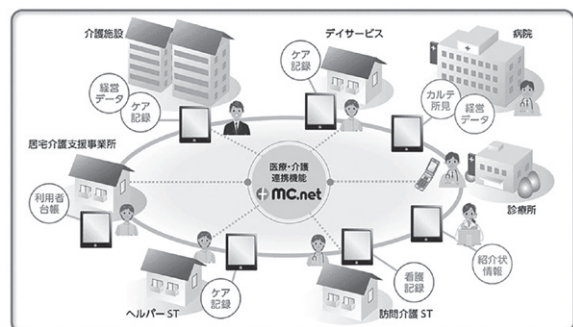 介護施設
デイサービス
病院
経営
データ
ケア
記録
ケア
記録
カルテ
所見
経営
データ
居宅介護支援事業所
医療・介護
連携機能
mc.net
利用者
台帳
診療所
紹介状
情報
ケア
記録
看護
記録
ヘルパー ST
訪問介護 ST